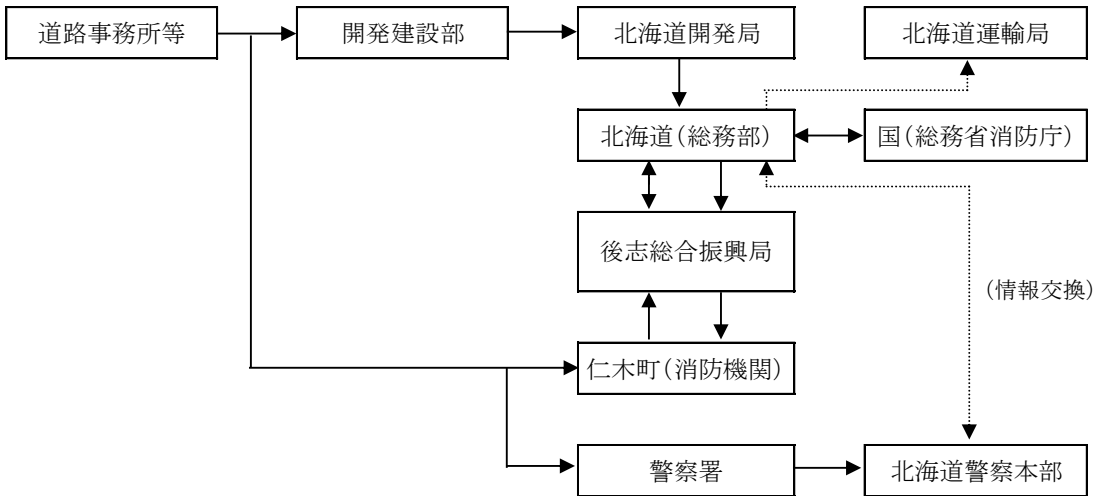 道路事務所等
開発建設部
北海道開発局
北海道運輸局
北海道(総務部)
国(総務省消防庁)
後志総合振興局
(情報交換)
仁木町(消防機関)
警察署
北海道警察本部